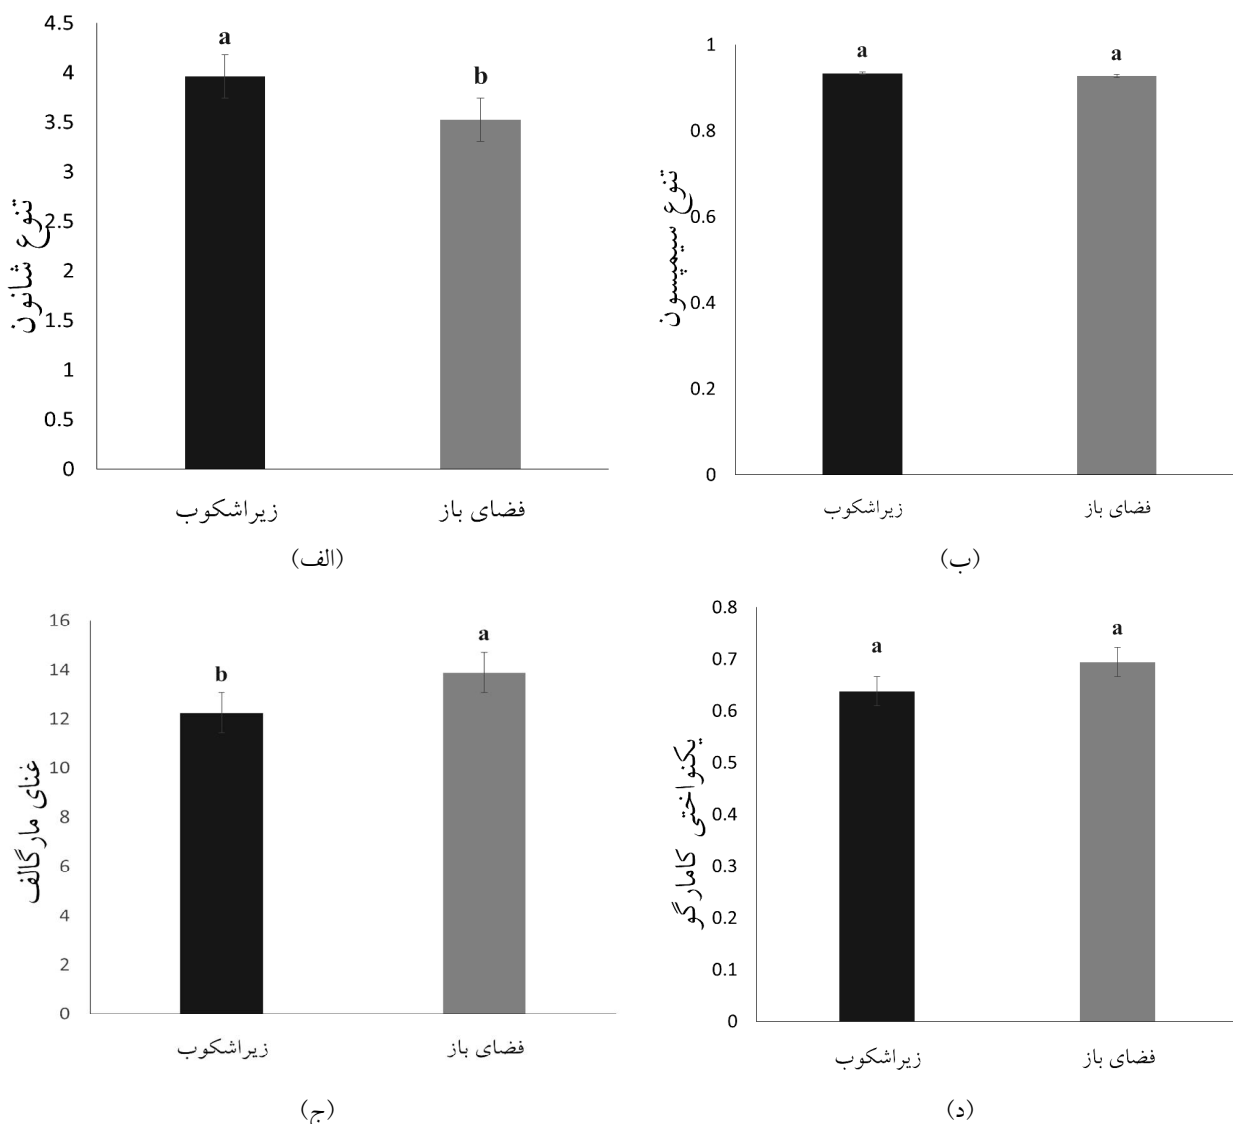 تنوع شانون
4.5
4
3.5
3
2.5
2
1.5
1
0.5
0
a
b
زیراشکوب
فضای باز
(الف)
تنوع سیمپسون
1
0.8
0.6
0.4
0.2
0
a
a
زیراشکوب
فضای باز
(ب)
غنای مارگالف
16
14
12
10
8
6
4
2
0
b
a
زیراشکوب
فضای باز
(ج)
یکنواختی کامارگو
0.8
0.7
0.6
0.5
0.4
0.3
0.2
0.1
0
a
a
زیراشکوب
فضای باز
(د)